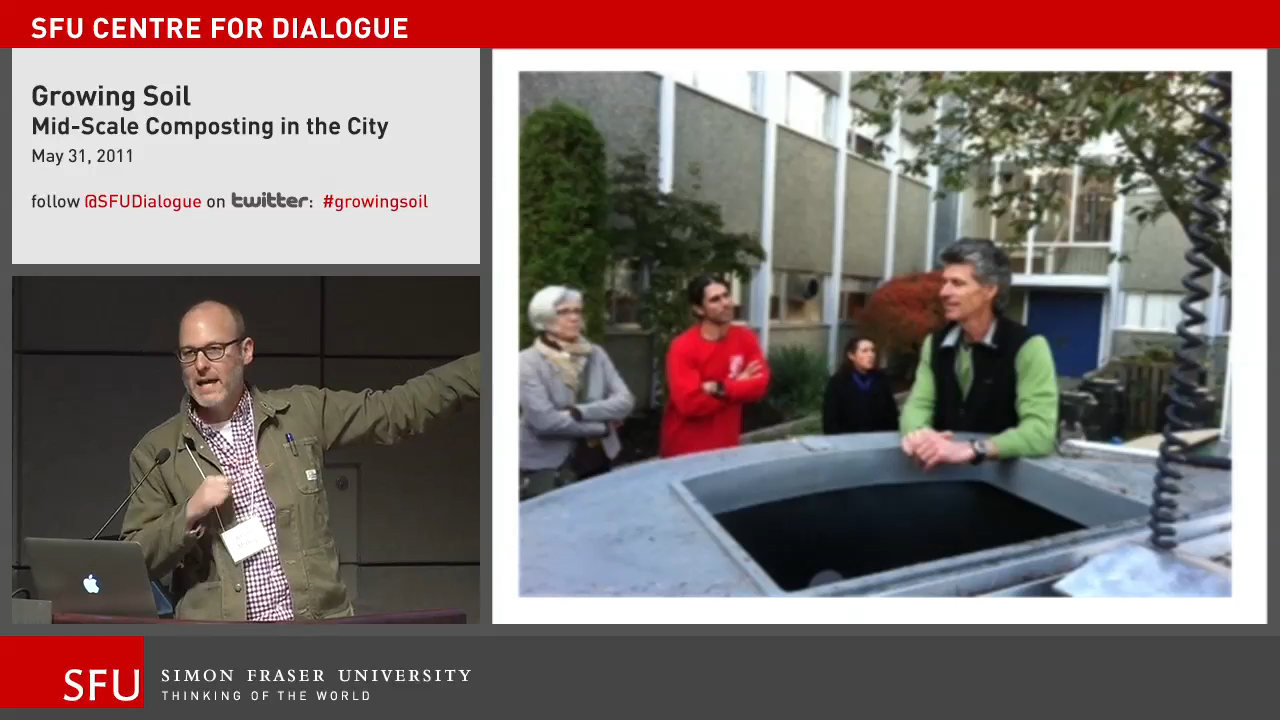 SFU CENTRE FOR DIALOGUE
Growing Soil
Mid-Scale Composting in the City
May 31, 2011
follow @SFUDialogue on twitter: #growingsoil
SFU
SIMON FRASER UNIVERSITY
THINKING OF THE WORLD